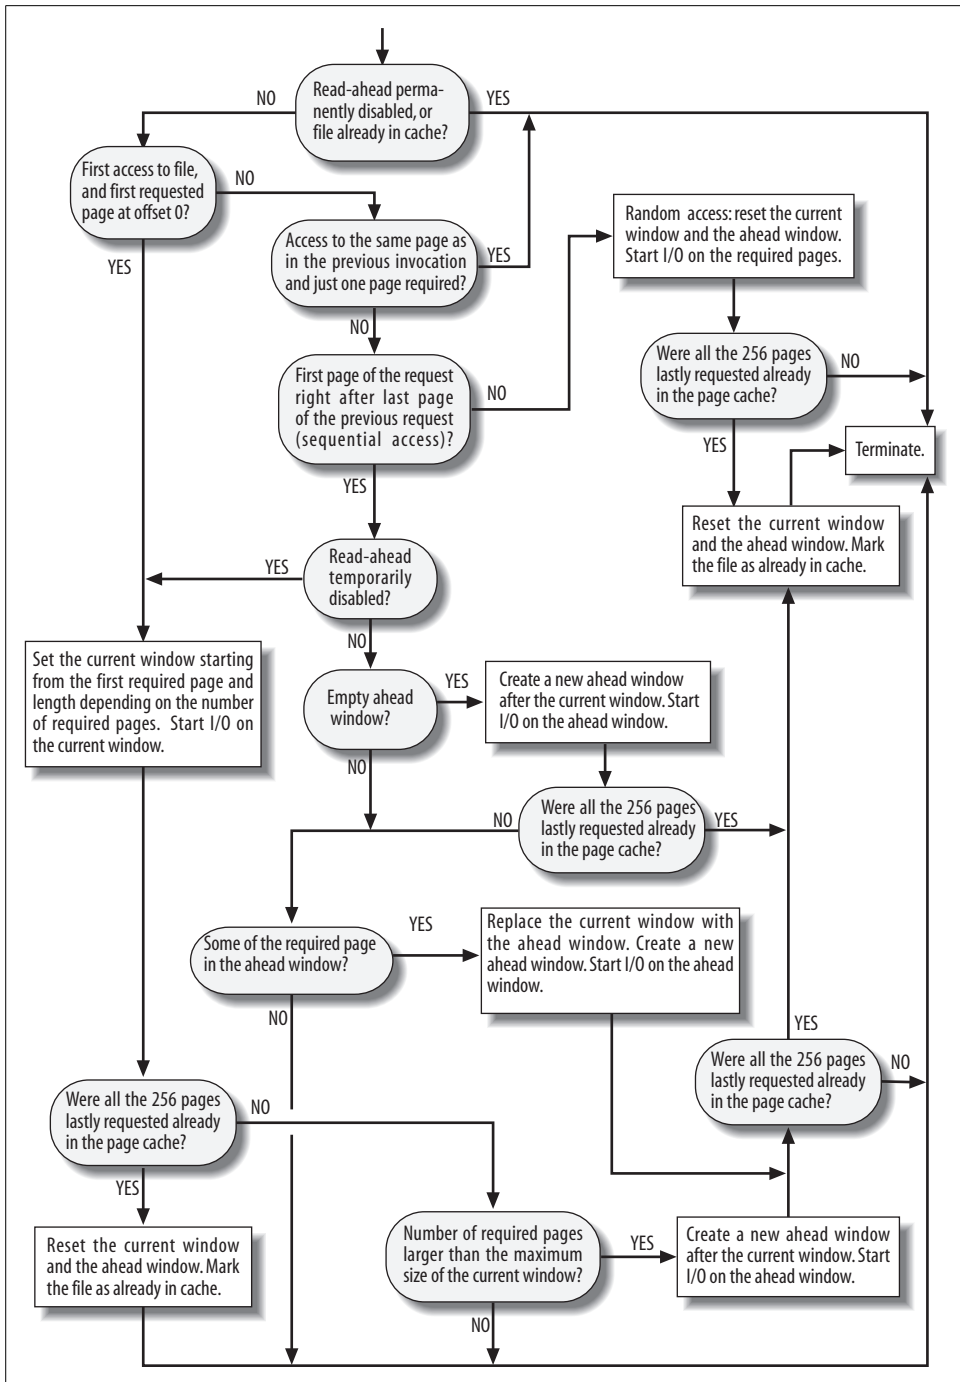 Read-ahead perma-
nently disabled, or
file already in cache?
NO
YES
First access to file,
and first requested
page at offset 0?
NO
YES
Access to the same page as
in the previous invocation
and just one page required?
YES
NO
Random access: reset the current
window and the ahead window.
Start I/O on the required pages.
First page of the request
right after last page
of the previous request
(sequential access)?
NO
YES
Were all the 256 pages
lastly requested already
in the page cache?
NO
YES
Terminate.
Reset the current window
and the ahead window. Mark
the file as already in cache.
Read-ahead
temporarily
disabled?
YES
NO
Set the current window starting
from the first required page and
length depending on the number
of required pages. Start I/O on
the current window.
Empty ahead
window?
YES
NO
Create a new ahead window
after the current window. Start
I/O on the ahead window.
Were all the 256 pages
lastly requested already
in the page cache?
NO
YES
Some of the required page
in the ahead window?
YES
NO
Replace the current window with
the ahead window. Create a new
ahead window. Start I/O on the ahead
window.
YES
Were all the 256 pages
lastly requested already
in the page cache?
NO
Were all the 256 pages
lastly requested already
in the page cache?
NO
YES
Reset the current window
and the ahead window. Mark
the file as already in cache.
Number of required pages
larger than the maximum
size of the current window?
YES
NO
Create a new ahead window
after the current window. Start
I/O on the ahead window.